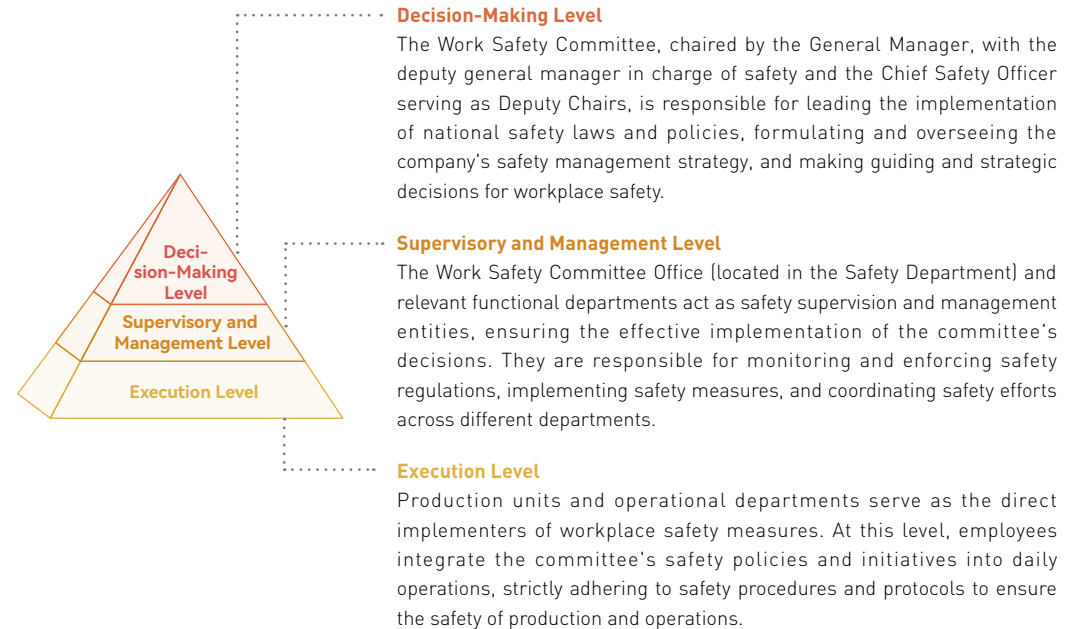 Decision-Making Level
The Work Safety Committee, chaired by the General Manager, with the
deputy general manager in charge of safety and the Chief Safety Officer
serving as Deputy Chairs, is responsible for leading the implementation
of national safety laws and policies, formulating and overseeing the
company's safety management strategy, and making guiding and strategic
decisions for workplace safety.
Deci-
sion-Making
Level
Supervisory and
Management Level
Execution Level
Supervisory and Management Level
The Work Safety Committee Office (located in the Safety Department) and
relevant functional departments act as safety supervision and management
entities, ensuring the effective implementation of the committee's
decisions. They are responsible for monitoring and enforcing safety
regulations, implementing safety measures, and coordinating safety efforts
across different departments.
Execution Level
Production units and operational departments serve as the direct
implementers of workplace safety measures. At this level, employees
integrate the committee's safety policies and initiatives into daily
operations, strictly adhering to safety procedures and protocols to ensure
the safety of production and operations.